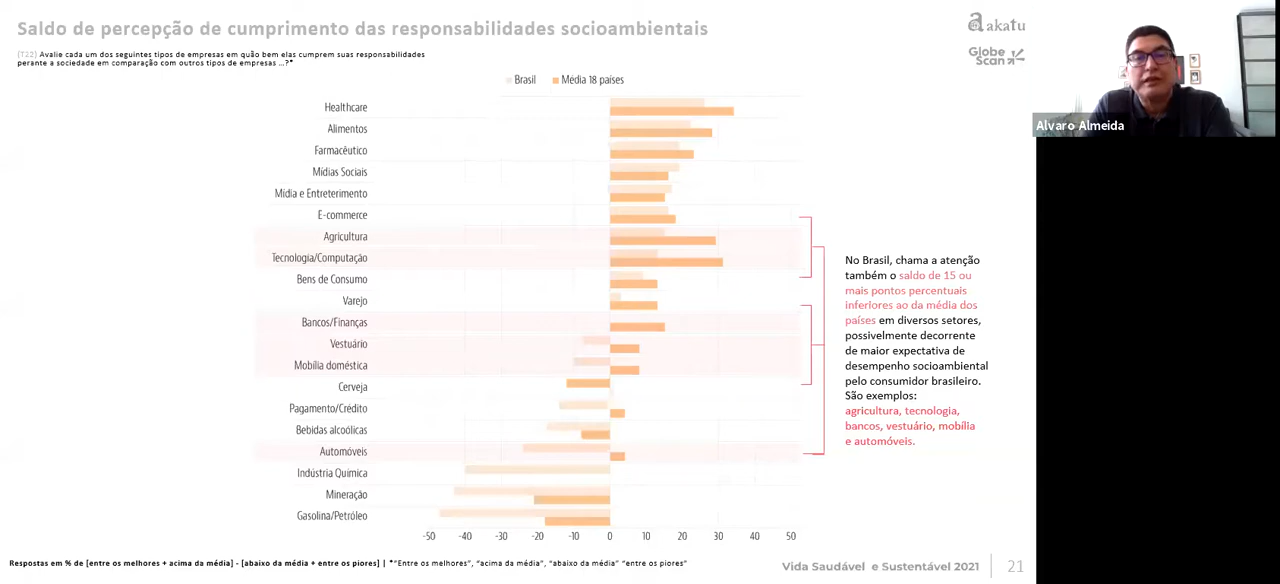 Saldo de percepção de cumprimento das responsabilidades socioambientais
(T22) Avalie cada um dos seguintes tipos de empresas em quão bem elas cumprem suas responsabilidades
perante a sociedade em comparação com outros tipos de empresas ...?*
akatu
Globe
Scan
Alvaro Almeida
Brasil
Média 18 países
Healthcare
Alimentos
Farmacêutico
Mídias Sociais
Mídia e Entreterimento
E-commerce
Agricultura
Tecnologia/Computação
Bens de Consumo
Varejo
Bancos/Finanças
Vestuário
Mobília doméstica
Cerveja
Pagamento/Crédito
Bebidas alcoólicas
Automóveis
Indústria Química
Mineração
Gasolina/Petróleo
-50 -40 -30 -20 -10 0 10 20 30 40 50
No Brasil, chama a atenção
também o saldo de 15 ou
mais pontos percentuais
inferiores ao da média dos
países em diversos setores,
possivelmente decorrente
de maior expectativa de
desempenho socioambiental
pelo consumidor brasileiro.
São exemplos:
agricultura, tecnologia,
bancos, vestuário, mobília
e automóveis.
Respostas em % de [entre os melhores + acima da média] - [abaixo da média + entre os piores] | *"Entre os melhores", "acima da média", "abaixo da média" "entre os piores"
Vida Saudável e Sustentável 2021
21